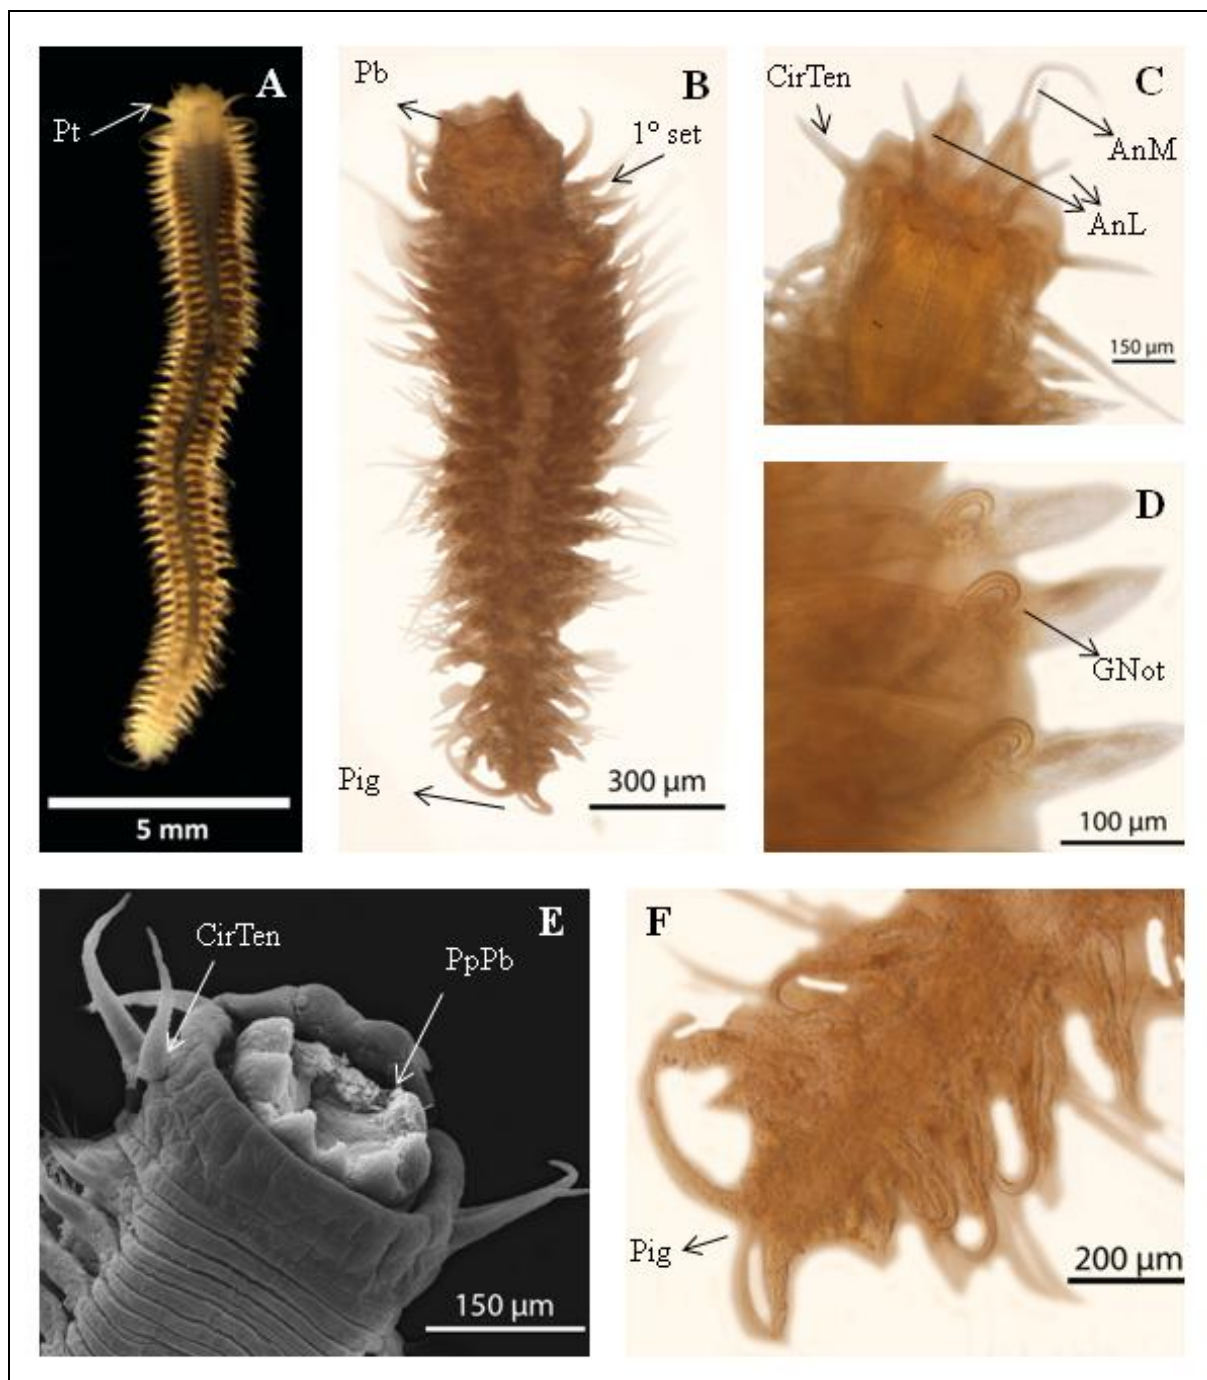 A
Pt
5 mm
Pb
B
1º set
Pig
300 µm
CirTen
C
AnM
AnL
150 µm
D
GNot
100 µm
CirTen
E
PpPb
150 µm
F
Pig
200 µm